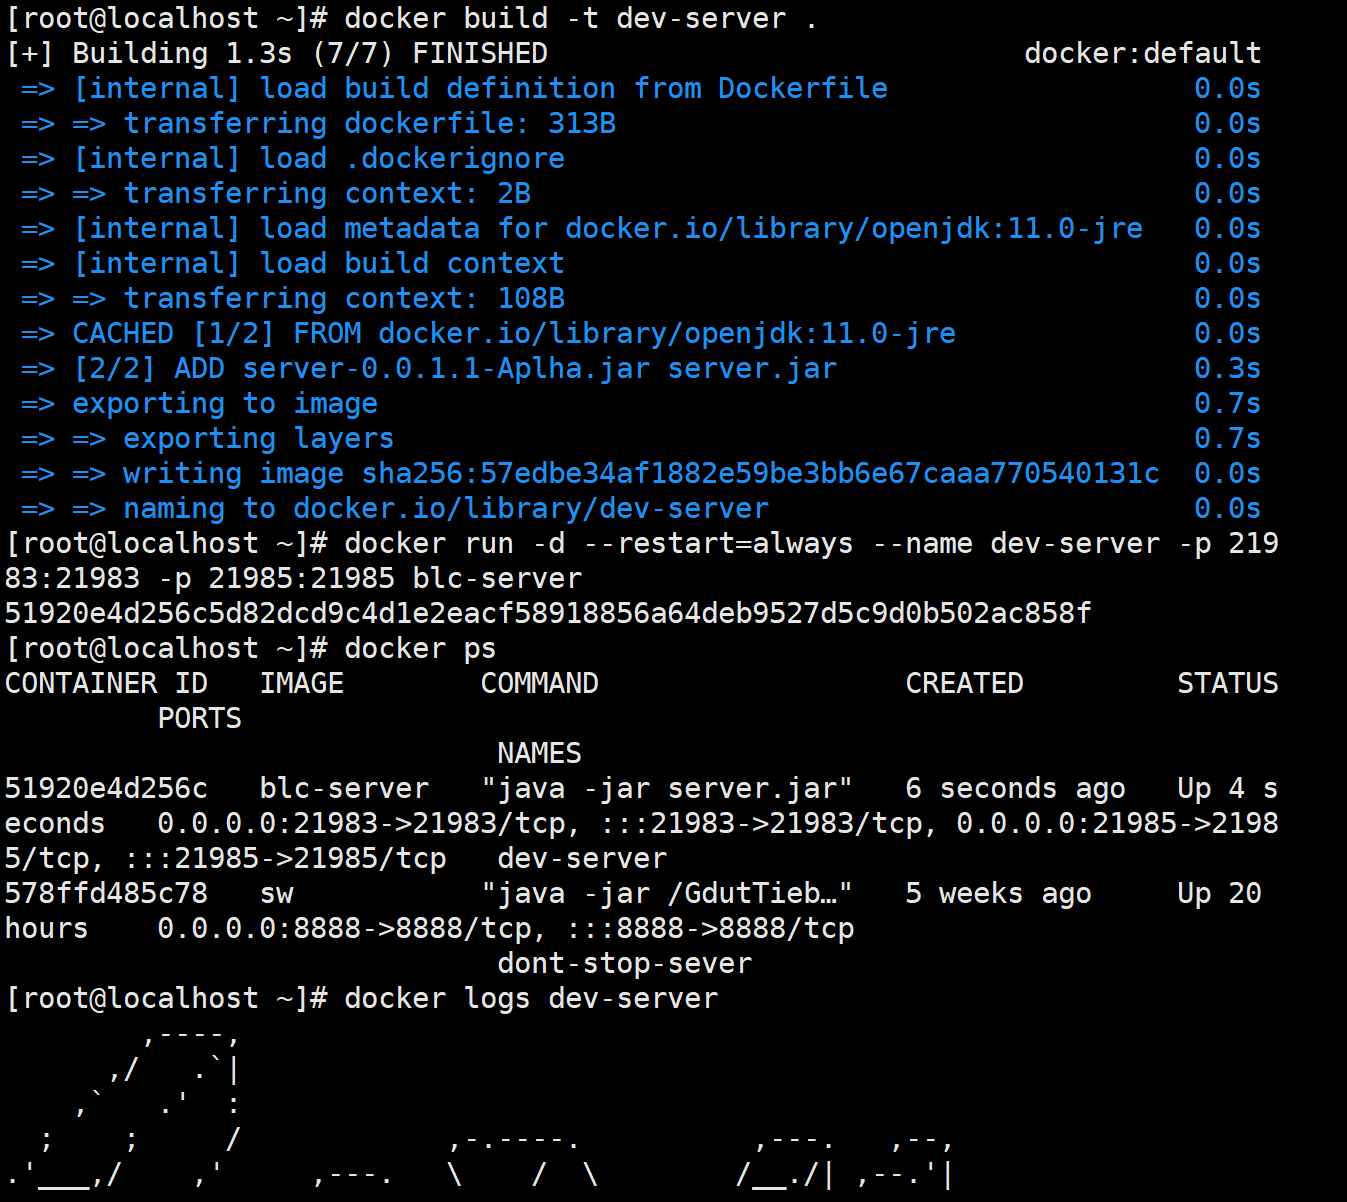 [root@localhost ~]# docker build -t dev-server .
[+] Building 1.3s (7/7) FINISHED                            docker:default
 => [internal] load build definition from Dockerfile                  0.0s
 => => transferring dockerfile: 313B                                  0.0s
 => [internal] load .dockerignore                                     0.0s
 => => transferring context: 2B                                       0.0s
 => [internal] load metadata for docker.io/library/openjdk:11.0-jre   0.0s
 => [internal] load build context                                     0.0s
 => => transferring context: 108B                                     0.0s
 => CACHED [1/2] FROM docker.io/library/openjdk:11.0-jre              0.0s
 => [2/2] ADD server-0.0.1.1-Aplha.jar server.jar                     0.3s
 => exporting to image                                                0.7s
 => => exporting layers                                               0.7s
 => => writing image sha256:57edbe34af1882e59be3bb6e67caaa770540131c  0.0s
 => => naming to docker.io/library/dev-server                         0.0s
[root@localhost ~]# docker run -d --restart=always --name dev-server -p 219
83:21983 -p 21985:21985 blc-server
51920e4d256c5d82dcd9c4d1e2eacf58918856a64deb9527d5c9d0b502ac858f
[root@localhost ~]# docker ps
CONTAINER ID   IMAGE        COMMAND                  CREATED         STATUS
         PORTS
                             NAMES
51920e4d256c   blc-server   "java -jar server.jar"   6 seconds ago   Up 4 s
econds   0.0.0.0:21983->21983/tcp, :::21983->21983/tcp, 0.0.0.0:21985->2198
5/tcp, :::21985->21985/tcp   dev-server
578ffd485c78   sw           "java -jar /GdutTieb…"   5 weeks ago     Up 20
hours    0.0.0.0:8888->8888/tcp, :::8888->8888/tcp
                             dont-stop-sever
[root@localhost ~]# docker logs dev-server
        ,----,
      ,/   .`|
    ,`   .'  :
  ;    ;     /            ,-.----.          ,---.   ,--,
.'___,/    ,'     ,---.   \    /  \        /__./| ,--.'|